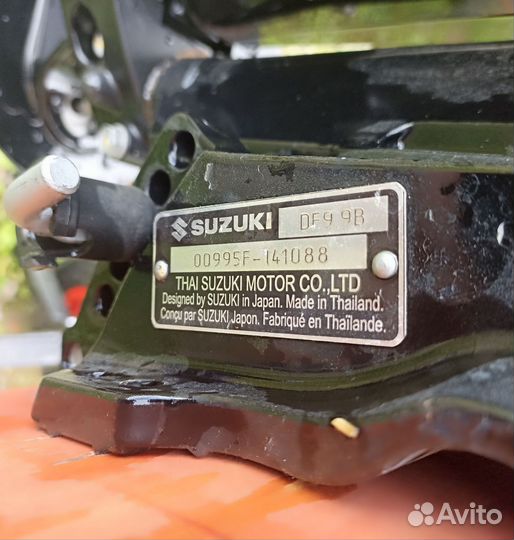 SUZUKI DF9.9B
00995F-141088
THAI SUZUKI MOTOR CO.,LTD
Designed by SUZUKI in Japan. Made in Thailand.
Conçu par SUZUKI Japon. Fabriqué en Thaïlande.
Avito